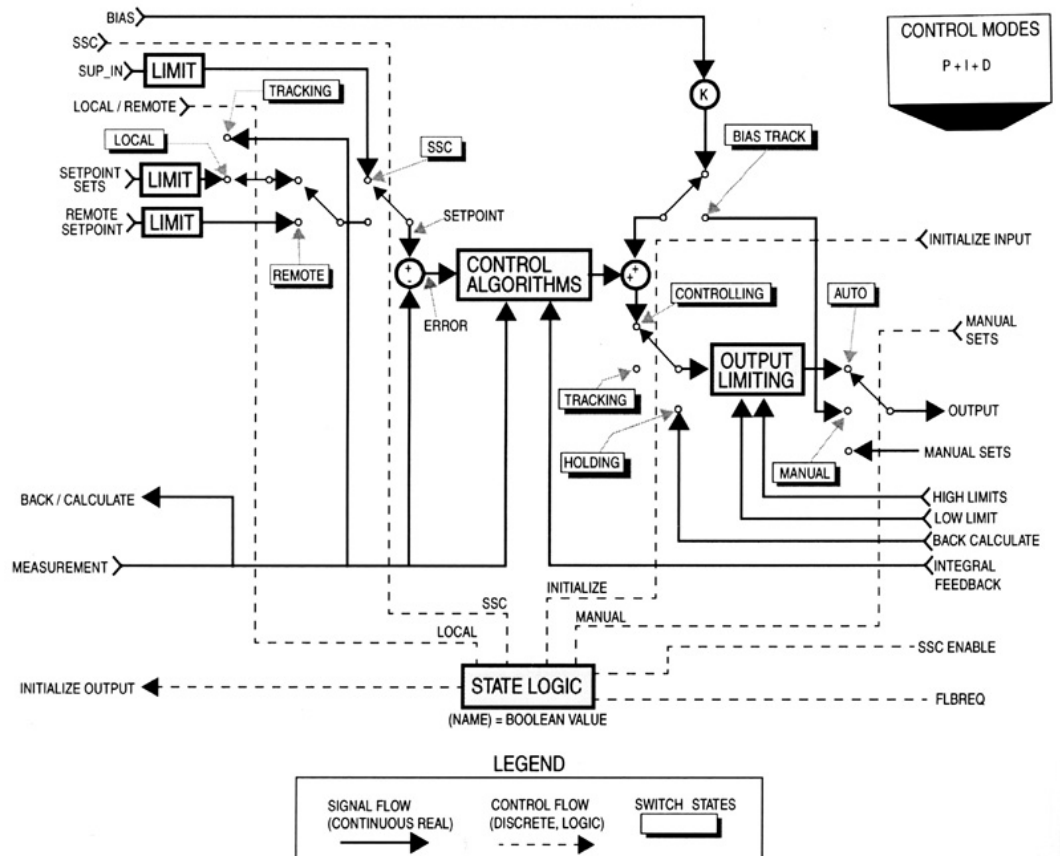 BIAS
SSC
SUP_IN
LIMIT
LOCAL / REMOTE
TRACKING
LOCAL
SETPOINT
SETS
LIMIT
REMOTE
SETPOINT
LIMIT
REMOTE
SSC
SETPOINT
+
-
ERROR
CONTROL
ALGORITHMS
K
BIAS TRACK
+
+
CONTROL MODES
P + I + D
INITIALIZE INPUT
CONTROLLING
AUTO
MANUAL
SETS
OUTPUT
LIMITING
TRACKING
HOLDING
MANUAL
OUTPUT
MANUAL SETS
HIGH LIMITS
LOW LIMIT
BACK CALCULATE
INTEGRAL
FEEDBACK
BACK / CALCULATE
MEASUREMENT
INITIALIZE
SSC
MANUAL
LOCAL
SSC ENABLE
INITIALIZE OUTPUT
STATE LOGIC
FLBREQ
(NAME) = BOOLEAN VALUE
LEGEND
SIGNAL FLOW
(CONTINUOUS REAL)
CONTROL FLOW
(DISCRETE, LOGIC)
SWITCH STATES